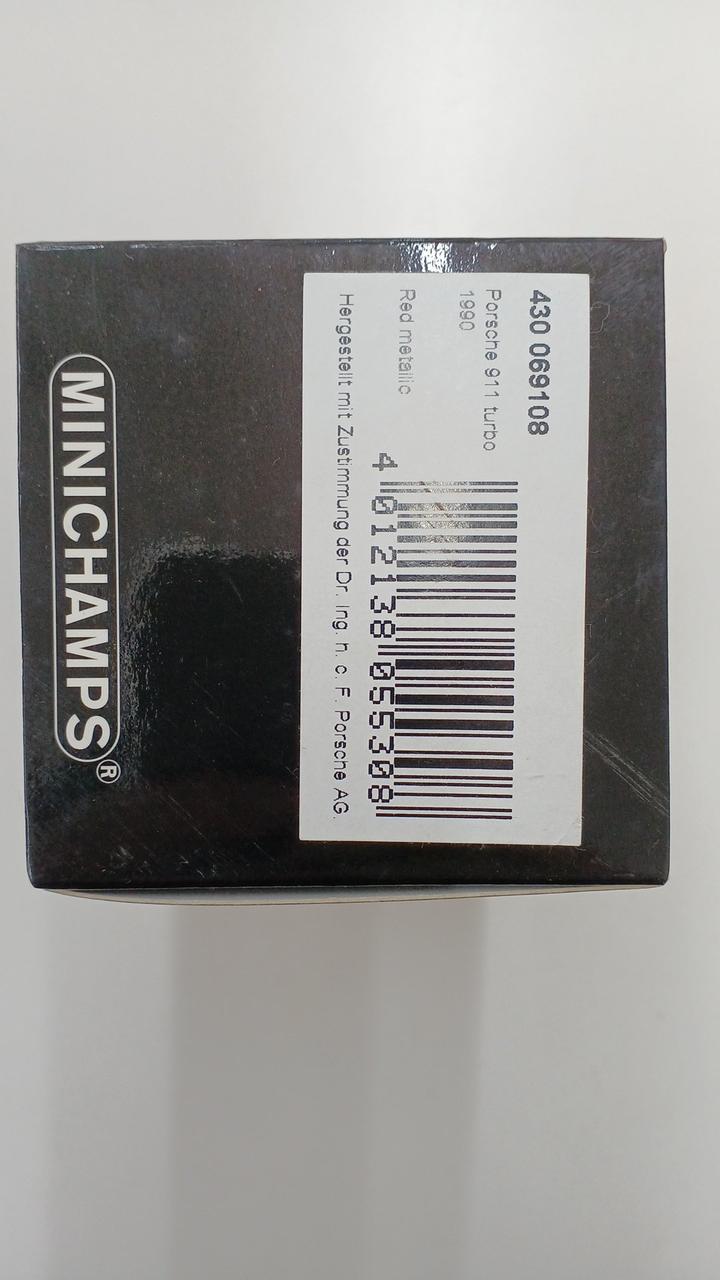 430 069108
Porsche 911 turbo
1990
Red metallic
4 012138 055308
Hergestellt mit Zustimmung der Dr. Ing. h. c. F. Porsche AG.
MINICHAMPS®